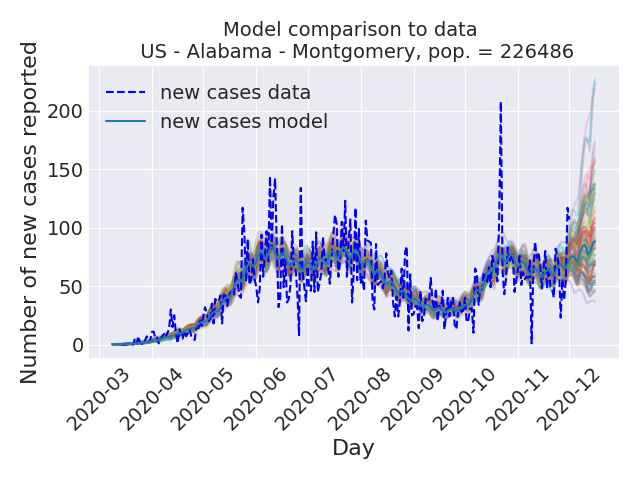 Model comparison to data
US - Alabama - Montgomery, pop. = 226486
Number of new cases reported
new cases data
new cases model
200
150
100
50
0
2020-03
2020-04
2020-05
2020-06
2020-07
2020-08
2020-09
2020-10
2020-11
2020-12
Day